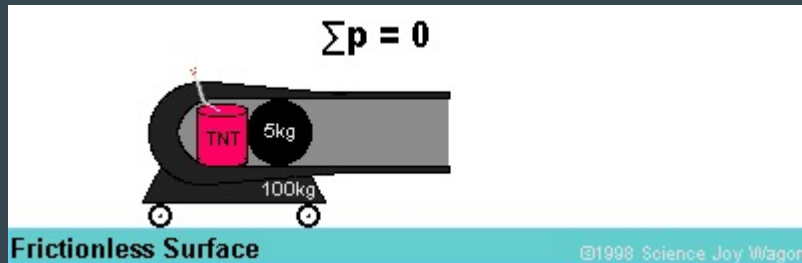 ∑p = 0
TNT
5kg
100kg
Frictionless Surface
©1998 Science Joy Wagon